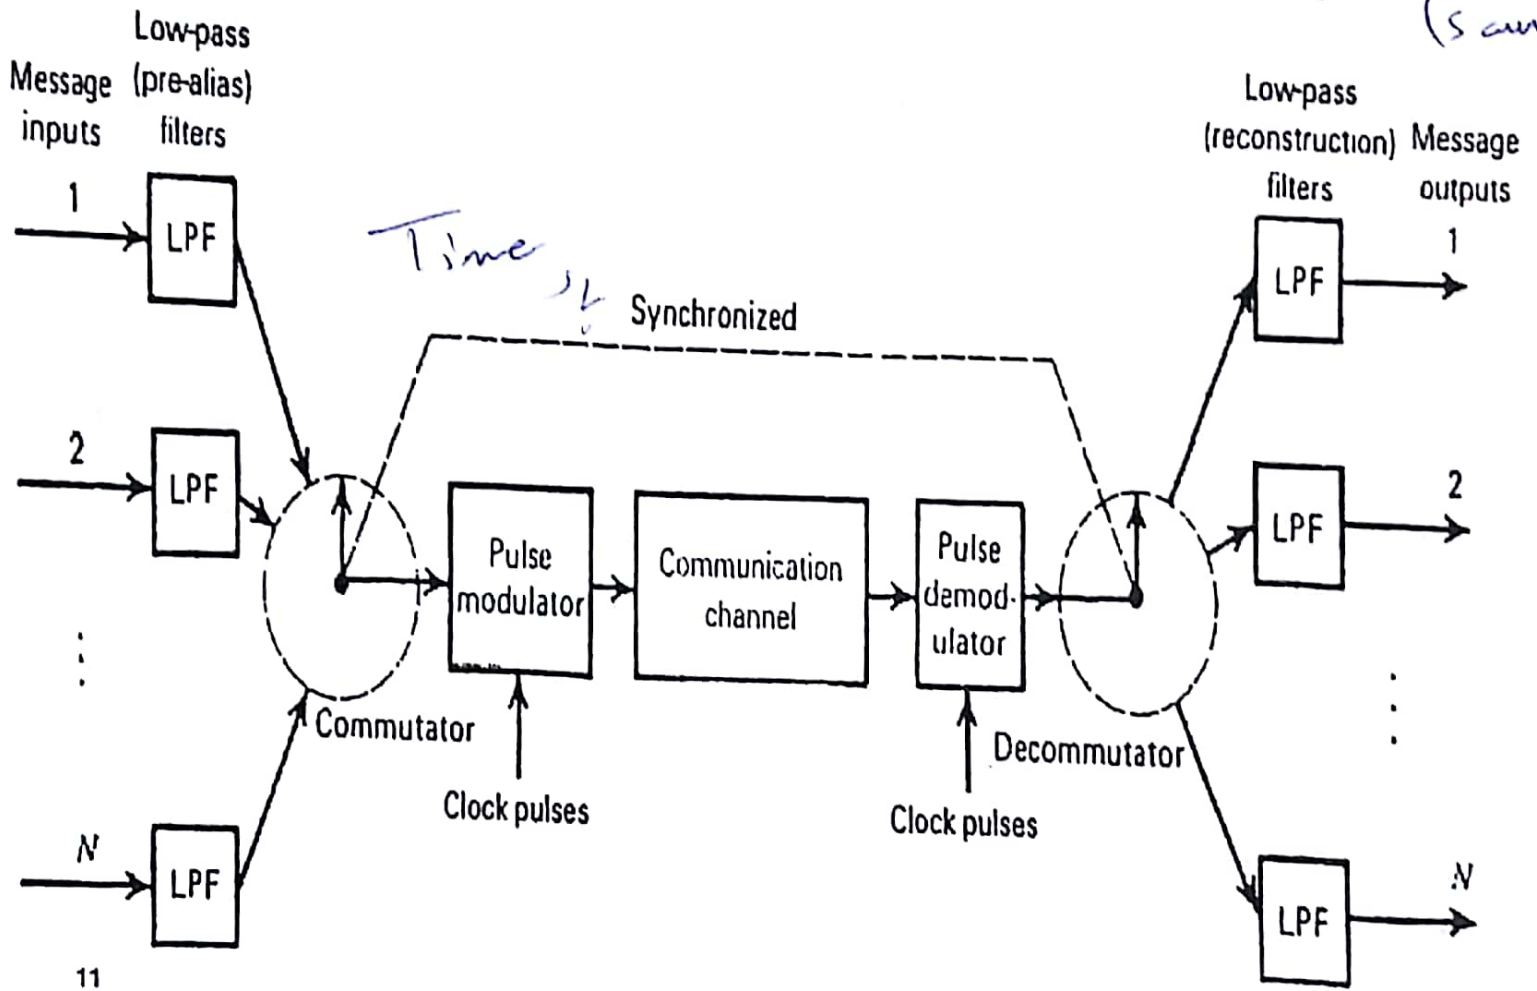 Low-pass
(pre-alias)
filters
Message
inputs
1
LPF
Time
Synchronized
Low-pass
(reconstruction)
filters
Message
outputs
LPF
1
2
LPF
Pulse
modulator
Communication
channel
Pulse
demod-
ulator
LPF
2
Commutator
Clock pulses
Decommutator
Clock pulses
N
LPF
LPF
N
11